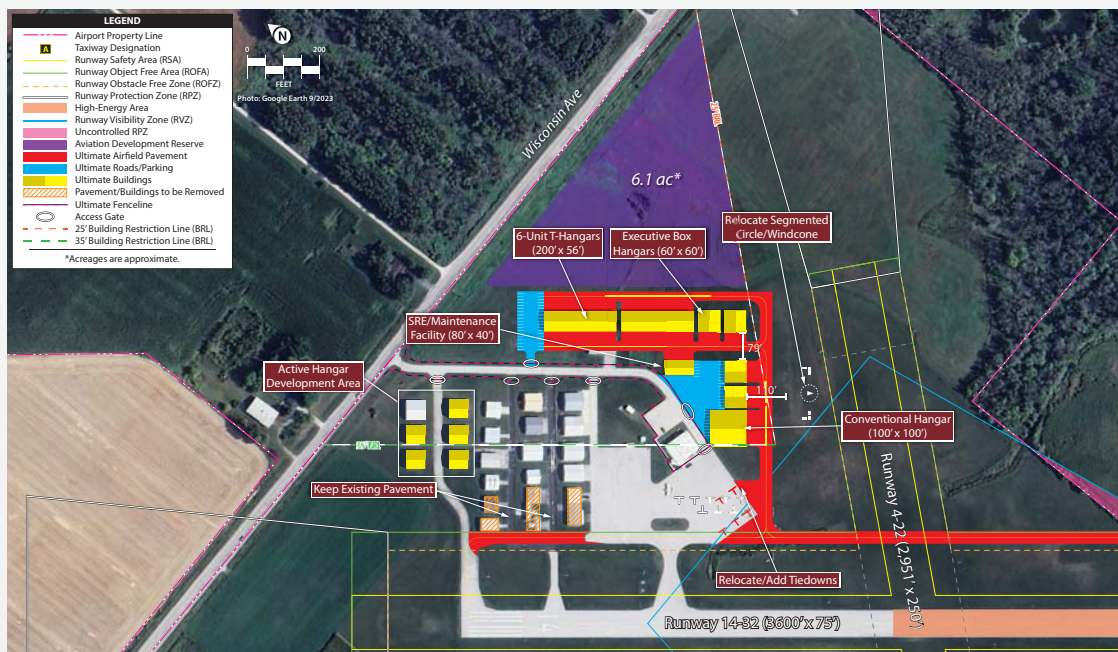 LEGEND
Airport Property Line
A
Taxiway Designation
Runway Safety Area (RSA)
Runway Object Free Area (ROFA)
Runway Obstacle Free Zone (ROFZ)
Runway Protection Zone (RPZ)
High-Energy Area
Runway Visibility Zone (RVZ)
Uncontrolled RPZ
Aviation Development Reserve
Ultimate Airfield Pavement
Ultimate Roads/Parking
Ultimate Buildings
Pavement/Buildings to be Removed
Ultimate Fenceline
Access Gate
25' Building Restriction Line (BRL)
35' Building Restriction Line (BRL)
*Acreages are approximate.
N
0 200
FEET
Photo: Google Earth 9/2023
Wisconsin Ave
25' BRL
6.1 ac*
6-Unit T-Hangars
(200' x 56')
Executive Box
Hangars (60' x 60')
Relocate Segmented
Circle/Windcone
SRE/Maintenance
Facility (80' x 40')
79'
Active Hangar
Development Area
110'
Conventional Hangar
(100' x 100')
Keep Existing Pavement
Relocate/Add Tiedowns
Runway 4-22 (2,951' x 250')
Runway 14-32 (3600' x 75')